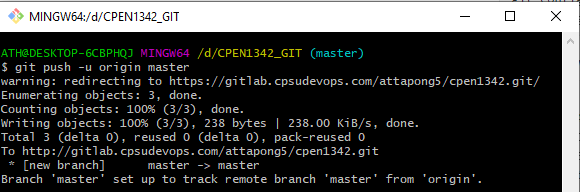 MINGW64:/d/CPEN1342_GIT
ATH@DESKTOP-6CBPHQJ MINGW64 /d/CPEN1342_GIT (master)
$ git push -u origin master
warning: redirecting to https://gitlab.cpsudevops.com/attapong5/cpen1342.git/
Enumerating objects: 3, done.
Counting objects: 100% (3/3), done.
Writing objects: 100% (3/3), 238 bytes | 238.00 KiB/s, done.
Total 3 (delta 0), reused 0 (delta 0), pack-reused 0
To http://gitlab.cpsudevops.com/attapong5/cpen1342.git
 * [new branch]      master -> master
Branch 'master' set up to track remote branch 'master' from 'origin'.